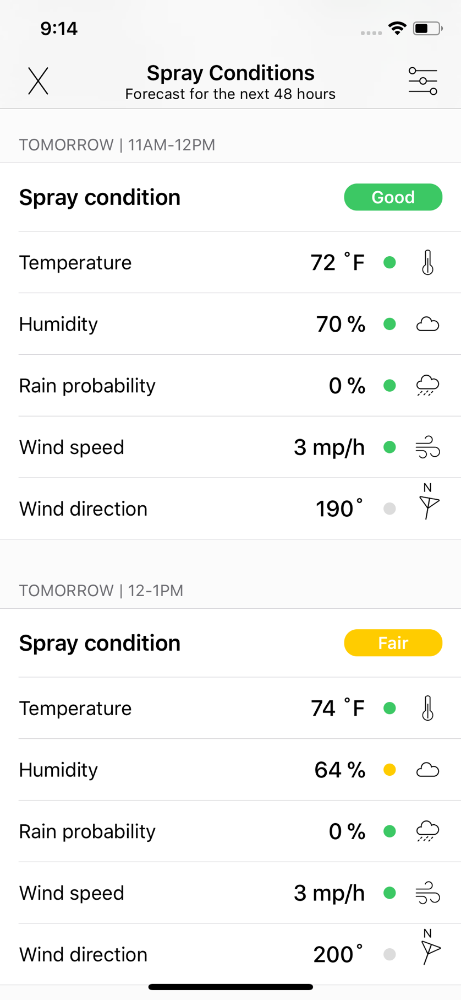 9:14
Spray Conditions
Forecast for the next 48 hours
TOMORROW | 11AM-12PM
Spray condition Good
Temperature 72 °F
Humidity 70 %
Rain probability 0 %
Wind speed 3 mp/h
N
Wind direction 190°
TOMORROW | 12-1PM
Spray condition Fair
Temperature 74 °F
Humidity 64 %
Rain probability 0 %
Wind speed 3 mp/h
N
Wind direction 200°